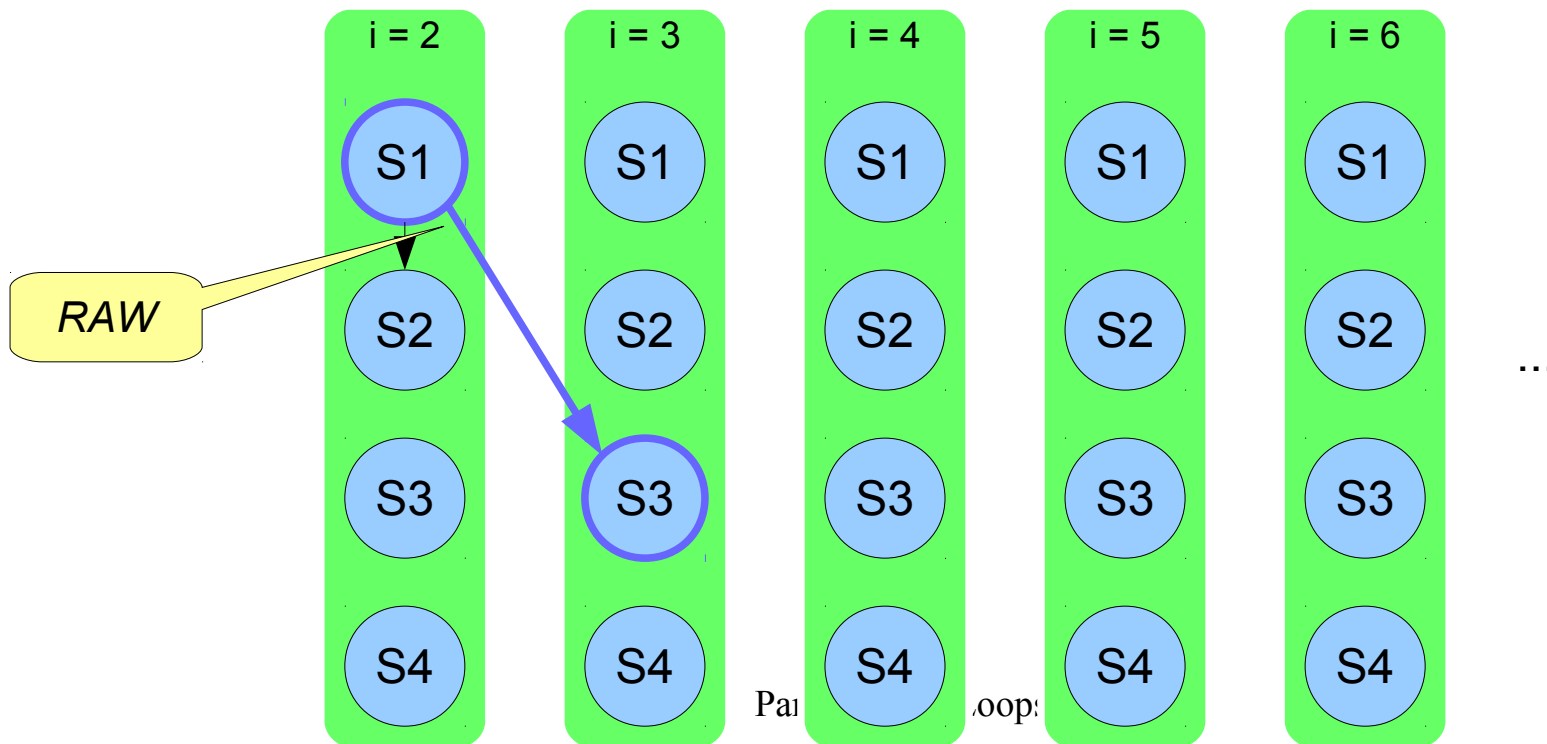 i = 2 i = 3 i = 4 i = 5 i = 6
S1 S1 S1 S1 S1
RAW
S2 S2 S2 S2 S2
...
S3 S3 S3 S3 S3
S4 S4 S4 S4 S4